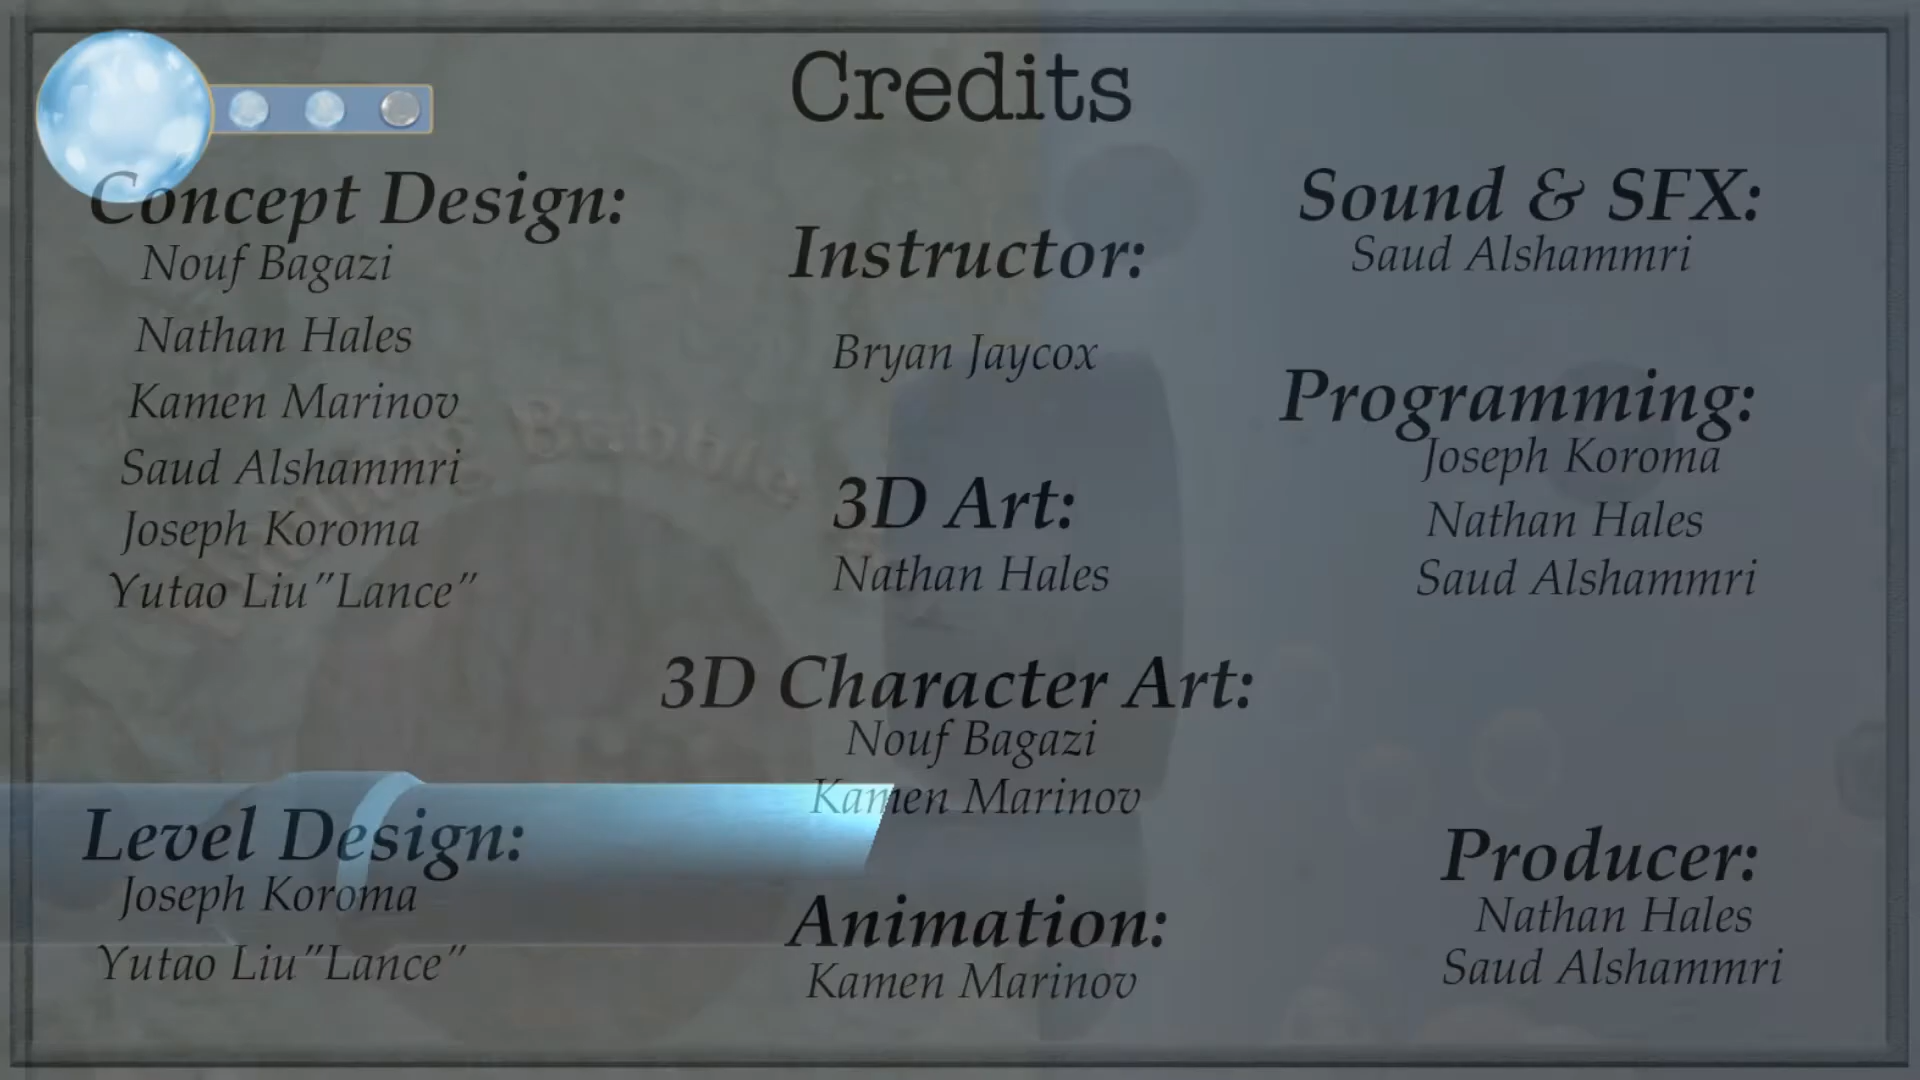 Credits
Concept Design:
Nouf Bagazi
Nathan Hales
Kamen Marinov
Saud Alshammri
Joseph Koroma
Yutao Liu"Lance"
Level Design:
Joseph Koroma
Yutao Liu"Lance"
Instructor:
Bryan Jaycox
3D Art:
Nathan Hales
3D Character Art:
Nouf Bagazi
Kamen Marinov
Animation:
Kamen Marinov
Sound & SFX:
Saud Alshammri
Programming:
Joseph Koroma
Nathan Hales
Saud Alshammri
Producer:
Nathan Hales
Saud Alshammri
Bubble